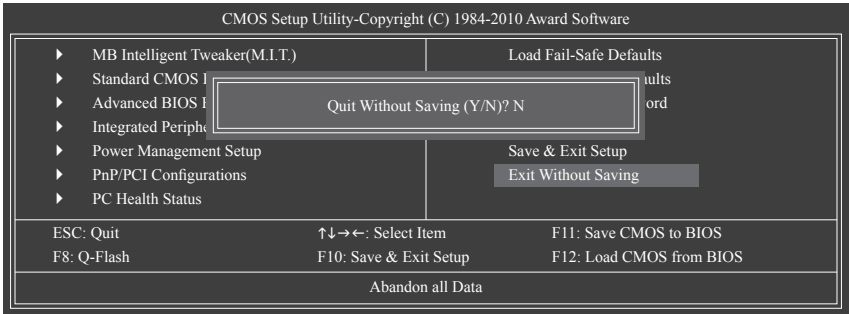 CMOS Setup Utility-Copyright (C) 1984-2010 Award Software
MB Intelligent Tweaker(M.I.T.)
Load Fail-Safe Defaults
Standard CMOS
Advanced BIOS
Quit Without Saving (Y/N)? N
Integrated
Power Management Setup
Save & Exit Setup
PnP/PCI Configurations
Exit Without Saving
PC Health Status
ESC: Quit ↑↓→←: Select Item F11: Save CMOS to BIOS
F8: Q-Flash F10: Save & Exit Setup F12: Load CMOS from BIOS
Abandon all Data